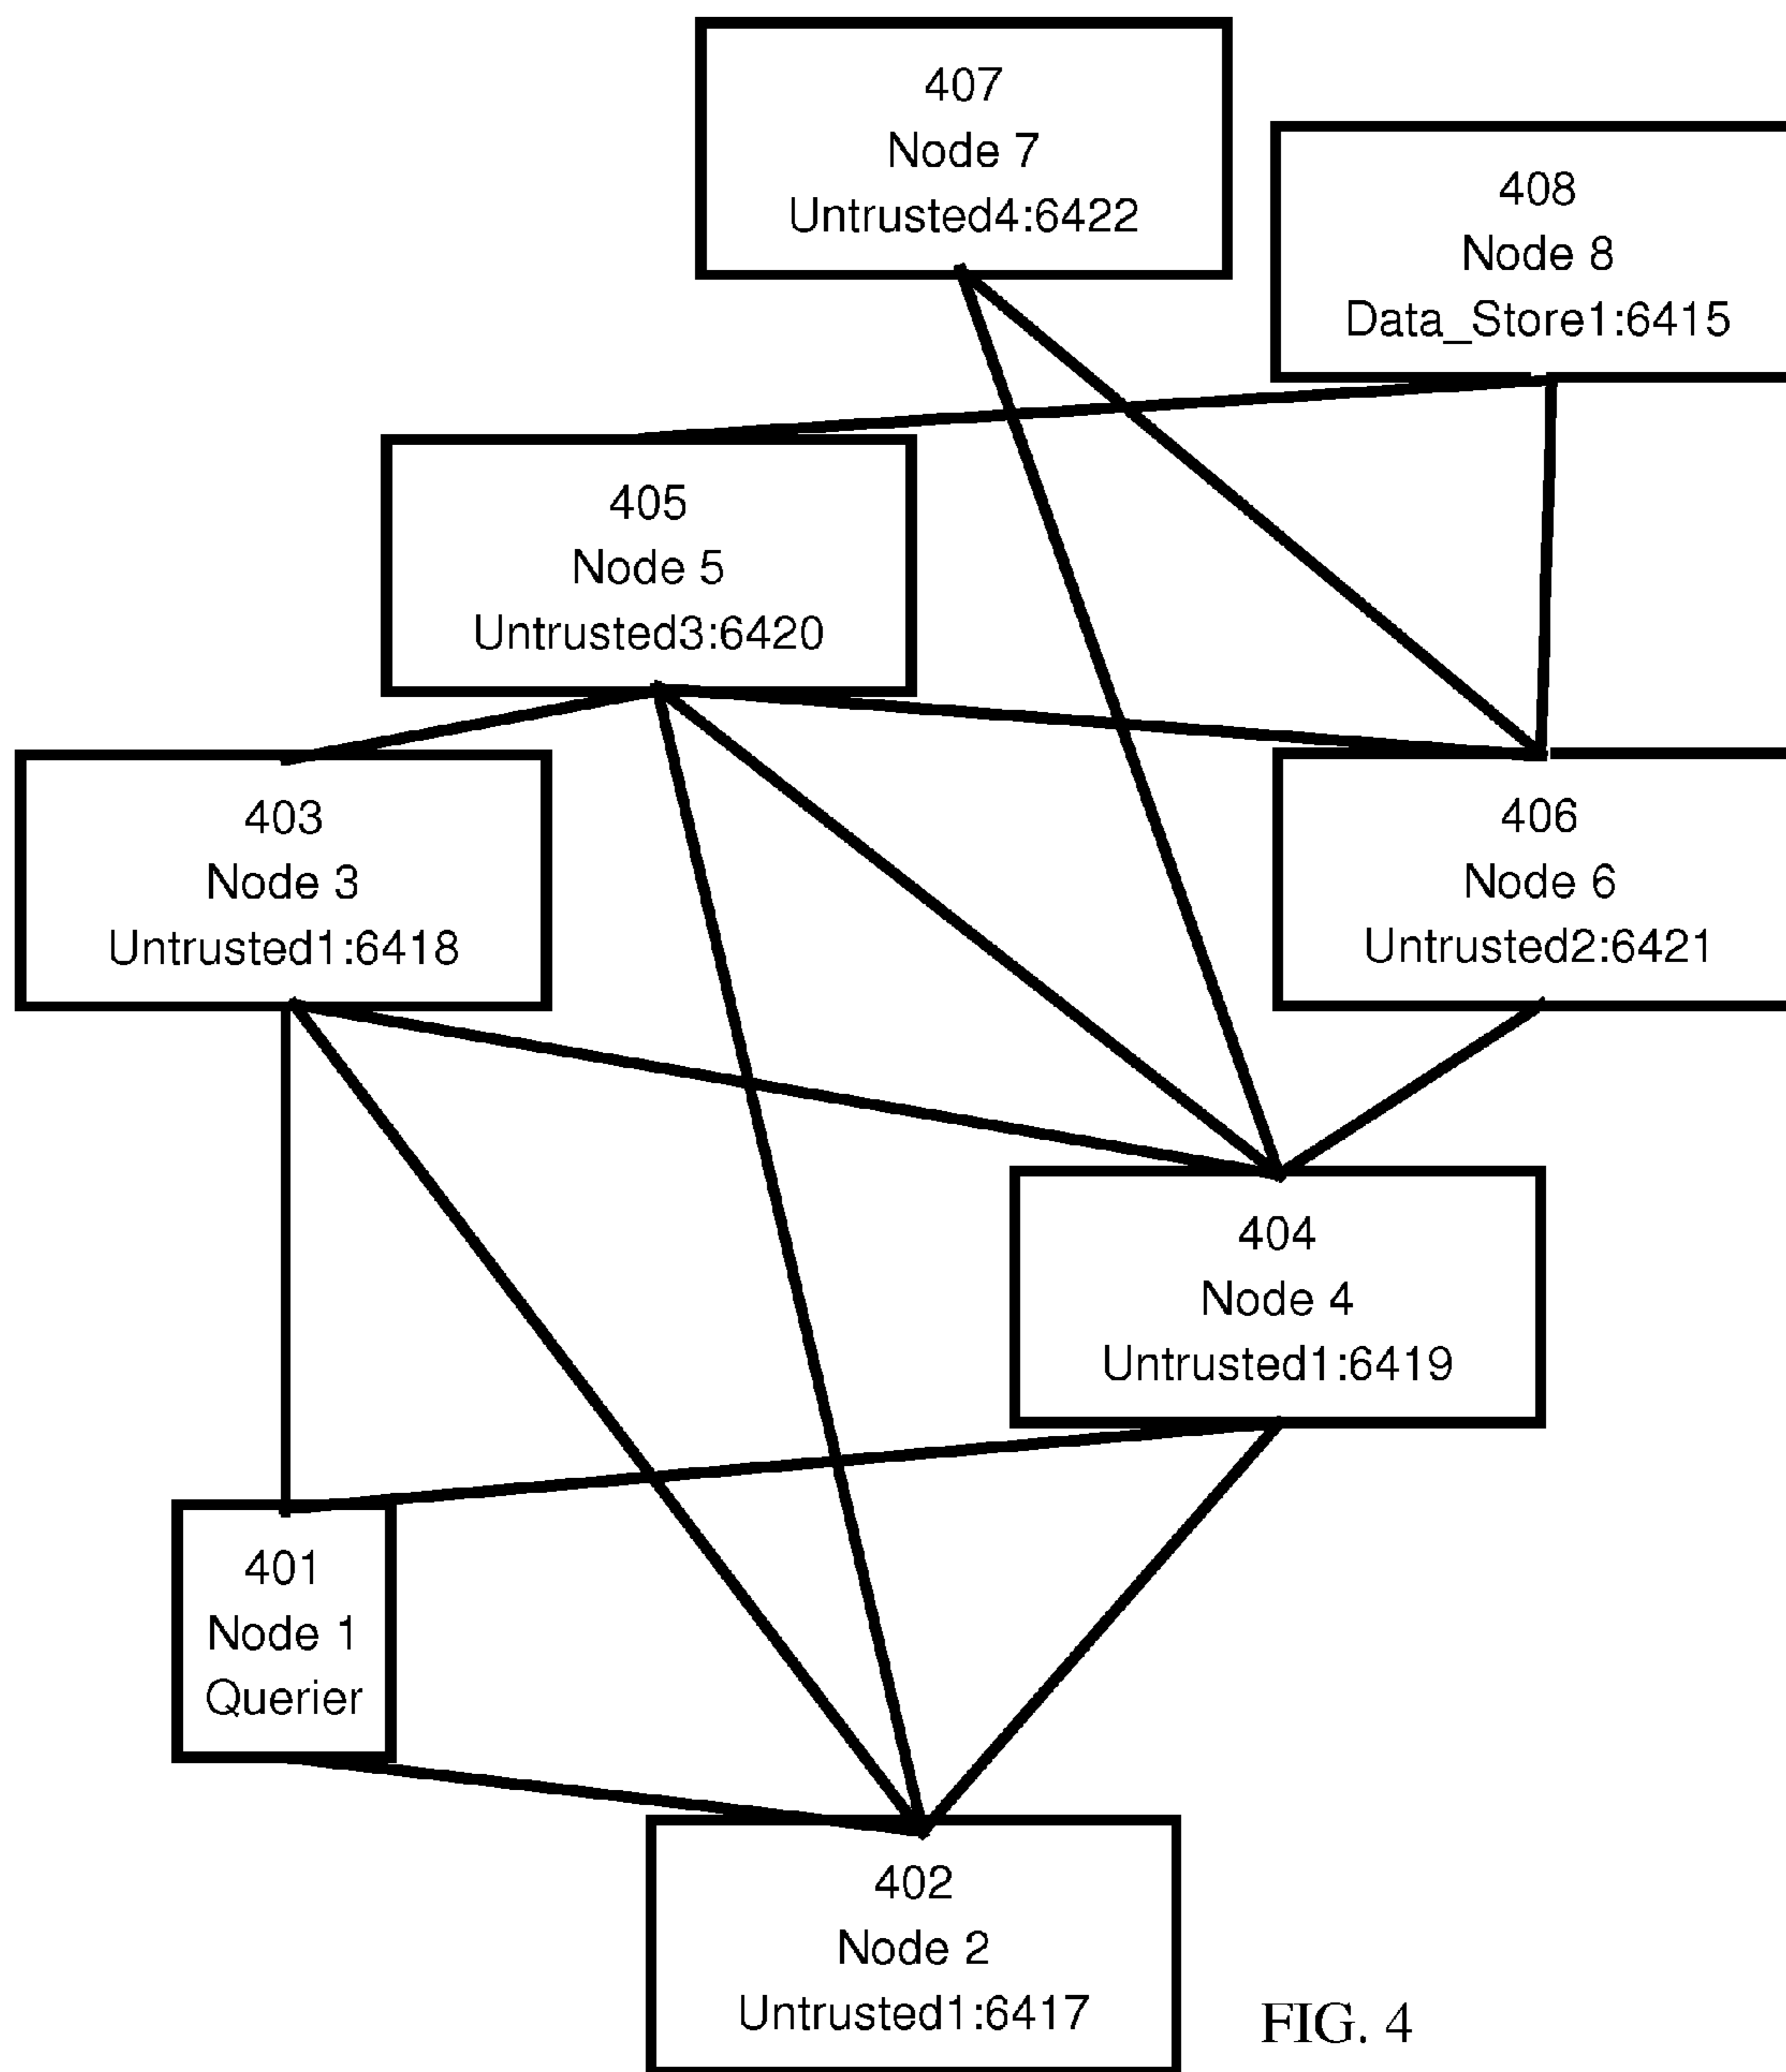 407
Node 7
Untrusted4:6422
408
Node 8
Data_Store1:6415
405
Node 5
Untrusted3:6420
403
Node 3
Untrusted1:6418
406
Node 6
Untrusted2:6421
404
Node 4
Untrusted1:6419
401
Node 1
Querier
402
Node 2
Untrusted1:6417
FIG. 4